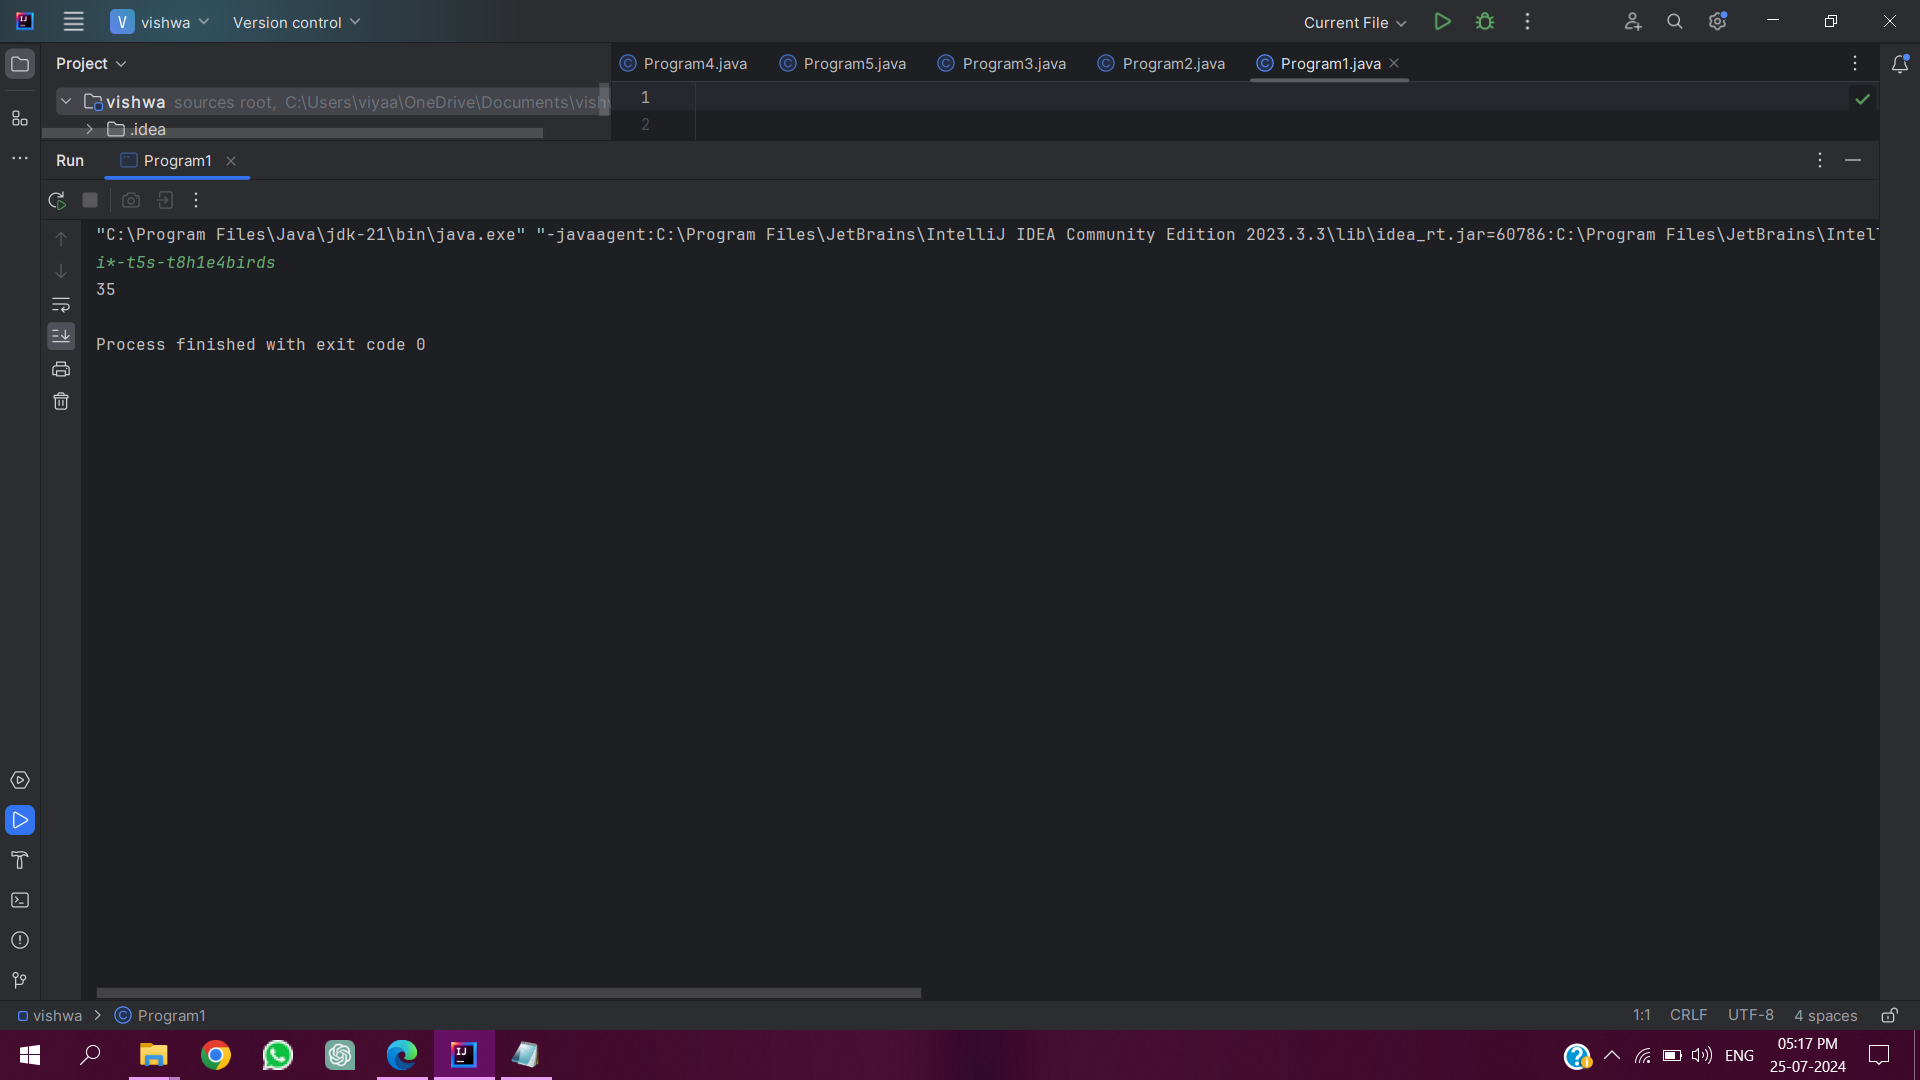 V vishwa Version control Current File
Project Program4.java Program5.java Program3.java Program2.java Program1.java
vishwa sources root, C:\Users\viyaa\OneDrive\Documents\vish
.idea
1
2
Run Program1
"C:\Program Files\Java\jdk-21\bin\java.exe" "-javaagent:C:\Program Files\JetBrains\IntelliJ IDEA Community Edition 2023.3.3\lib\idea_rt.jar=60786:C:\Program Files\JetBrains\Intel
i*-t5s-t8h1e4birds
35
Process finished with exit code 0
vishwa > Program1 1:1 CRLF UTF-8 4 spaces
ENG 05:17 PM
25-07-2024